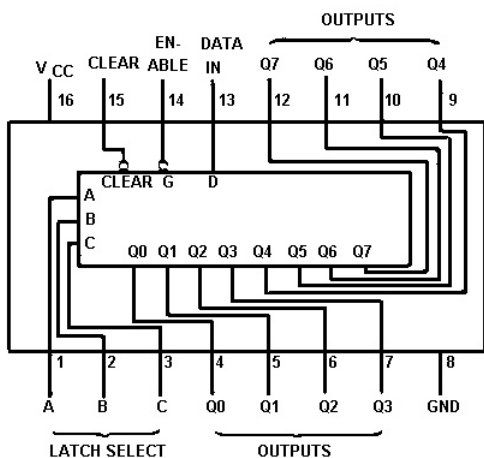 OUTPUTS
EN- DATA
V CC CLEAR ABLE IN Q7 Q6 Q5 Q4
16 15 14 13 12 11 10 9
CLEAR G D
A
B
C
Q0 Q1 Q2 Q3 Q4 Q5 Q6 Q7
1 2 3 4 5 6 7 8
A B C Q0 Q1 Q2 Q3 GND
LATCH SELECT OUTPUTS